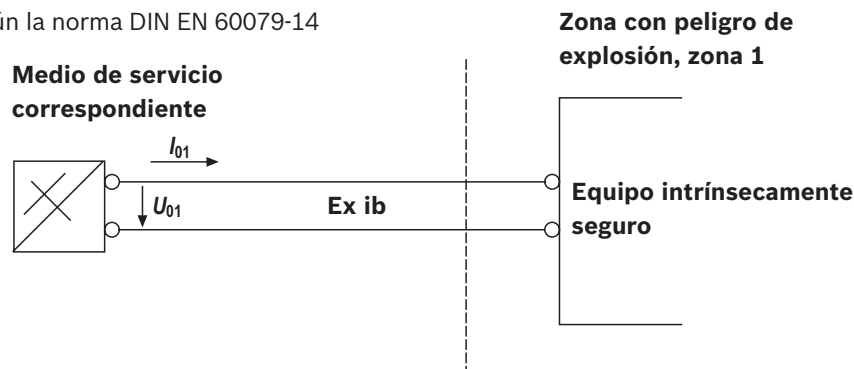 la norma DIN EN 60079-14
Zona con peligro de
explosión, zona 1
Medio de servicio
correspondiente
I01
U01
Ex ib
Equipo intrínsecamente
seguro